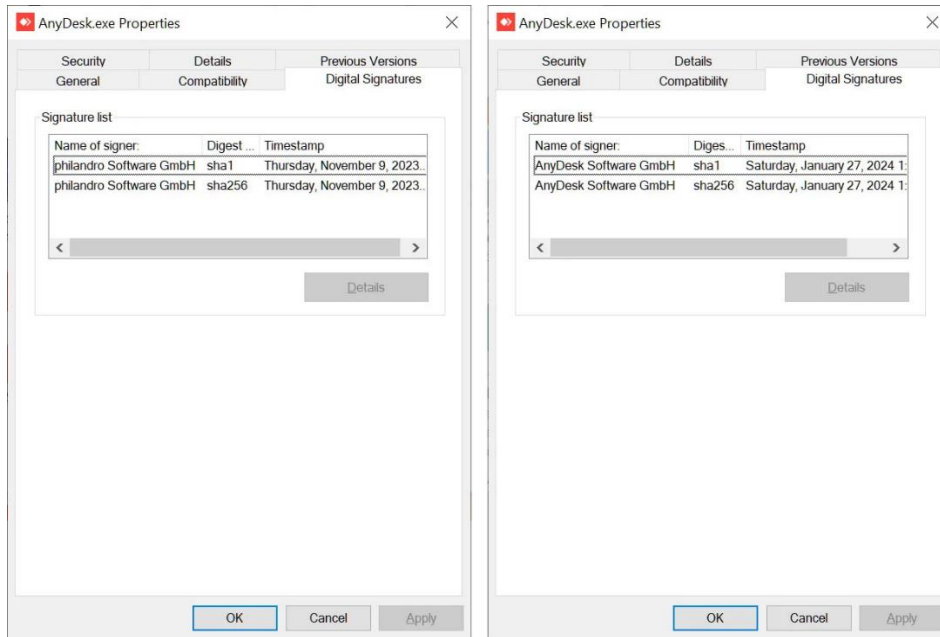 AnyDesk.exe Properties
Security Details Previous Versions
General Compatibility Digital Signatures
Signature list
Name of signer: Digest ... Timestamp
philandro Software GmbH sha1 Thursday, November 9, 2023..
philandro Software GmbH sha256 Thursday, November 9, 2023..
Details
OK Cancel Apply
AnyDesk.exe Properties
Security Details Previous Versions
General Compatibility Digital Signatures
Signature list
Name of signer: Diges... Timestamp
AnyDesk Software GmbH sha1 Saturday, January 27, 2024 1:
AnyDesk Software GmbH sha256 Saturday, January 27, 2024 1:
Details
OK Cancel Apply